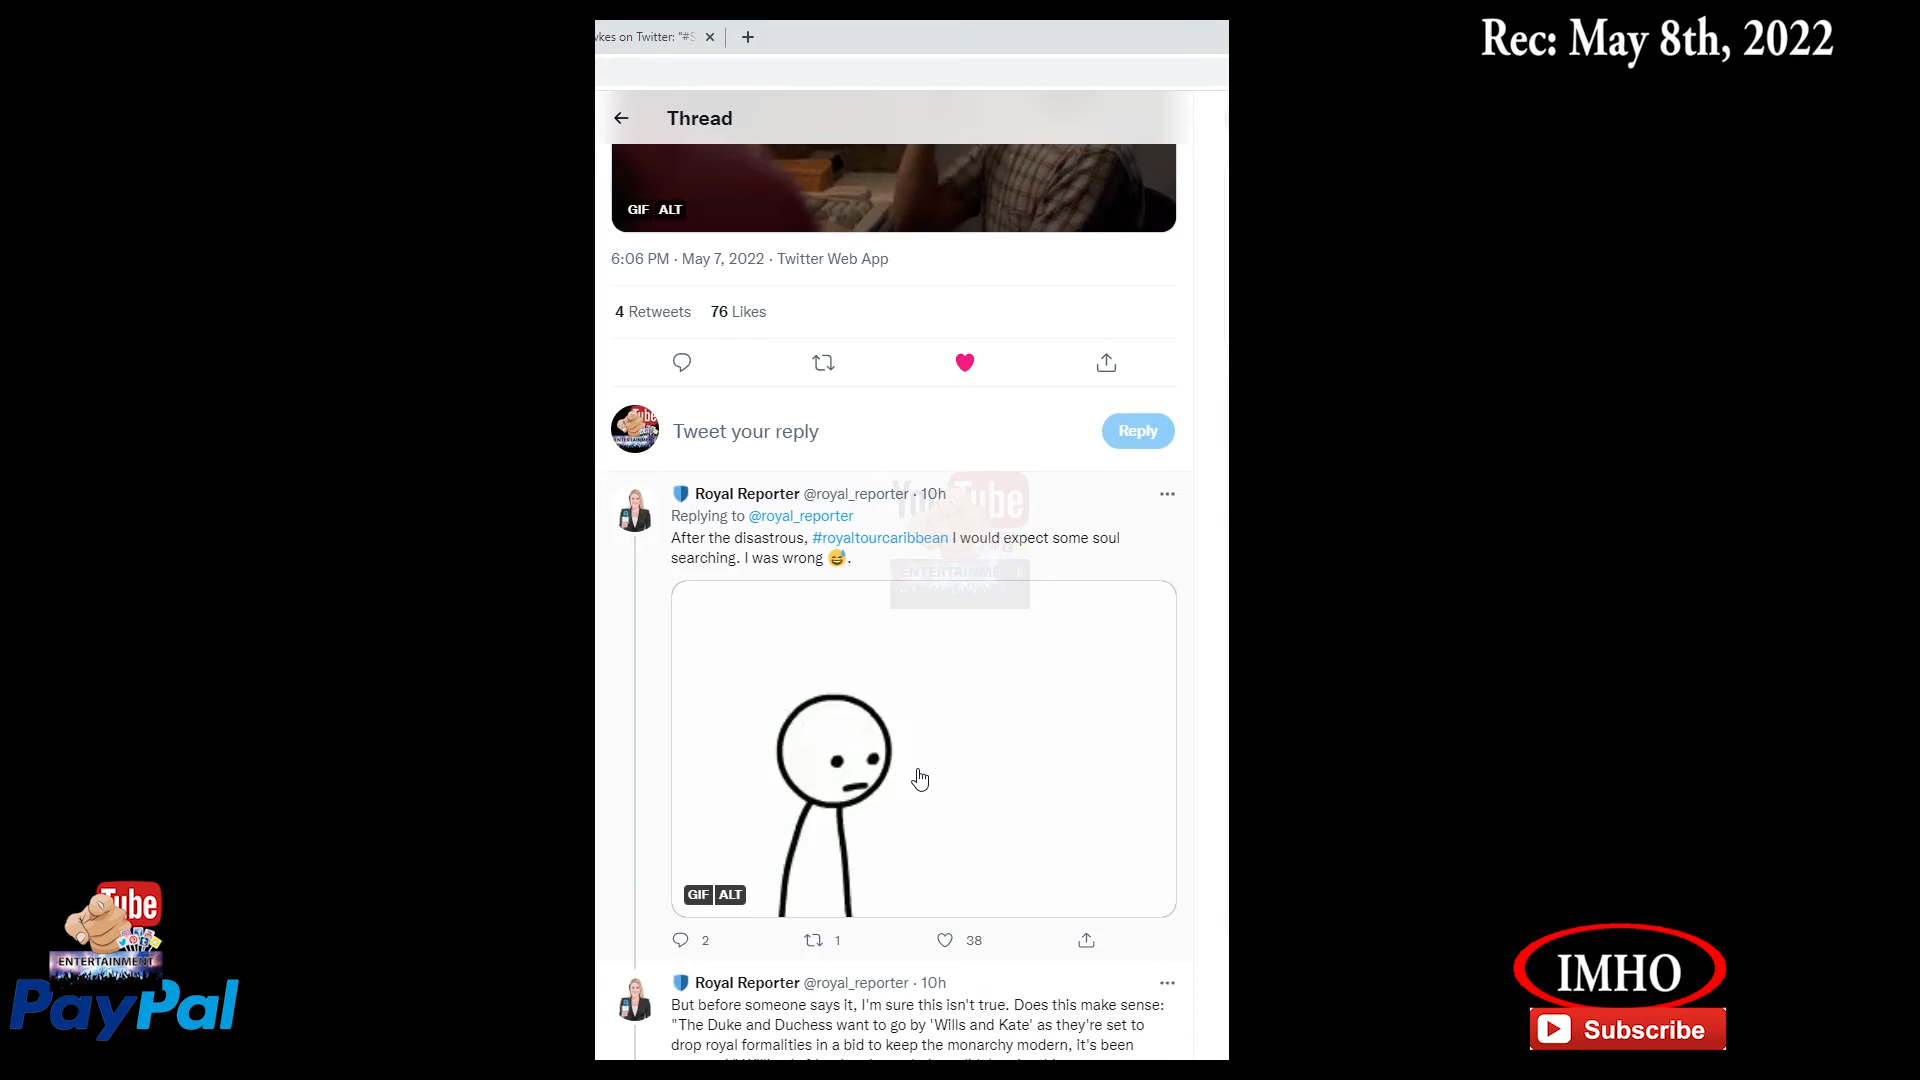 Rec: May 8th, 2022
wkes on Twitter: "#S
Thread
GIF ALT
6:06 PM · May 7, 2022 · Twitter Web App
4 Retweets 76 Likes
Tweet your reply
Reply
Royal Reporter @royal_reporter · 10h
Replying to @royal_reporter
After the disastrous, #royaltourcaribbean I would expect some soul
searching. I was wrong 😅.
YouTube
ENTERTAINMENT
GIF ALT
2 1 38
Royal Reporter @royal_reporter · 10h
But before someone says it, I'm sure this isn't true. Does this make sense:
"The Duke and Duchess want to go by 'Wills and Kate' as they're set to
drop royal formalities in a bid to keep the monarchy modern, it's been
Tube
ENTERTAINMENT
PayPal
IMHO
Subscribe